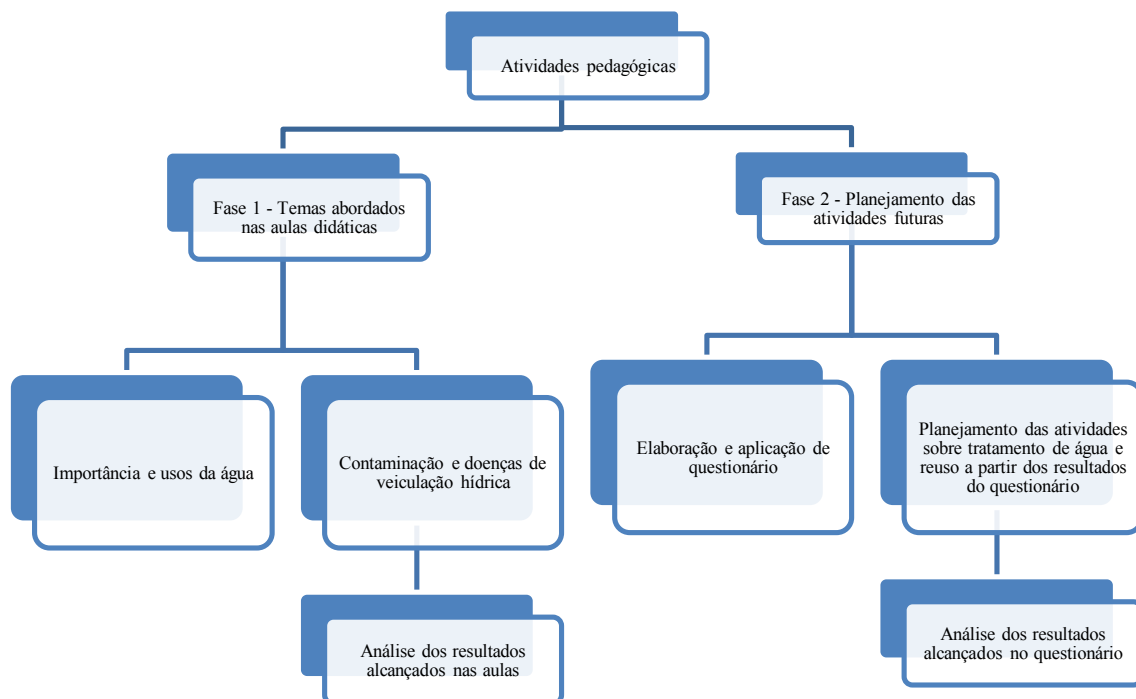 Atividades pedagógicas
Fase 1 - Temas abordados
nas aulas didáticas
Fase 2 - Planejamento das
atividades futuras
Importância e usos da água
Contaminação e doenças de
veiculação hídrica
Elaboração e aplicação de
questionário
Planejamento das atividades
sobre tratamento de água e
reuso a partir dos resultados
do questionário
Análise dos resultados
alcançados nas aulas
Análise dos resultados
alcançados no questionário